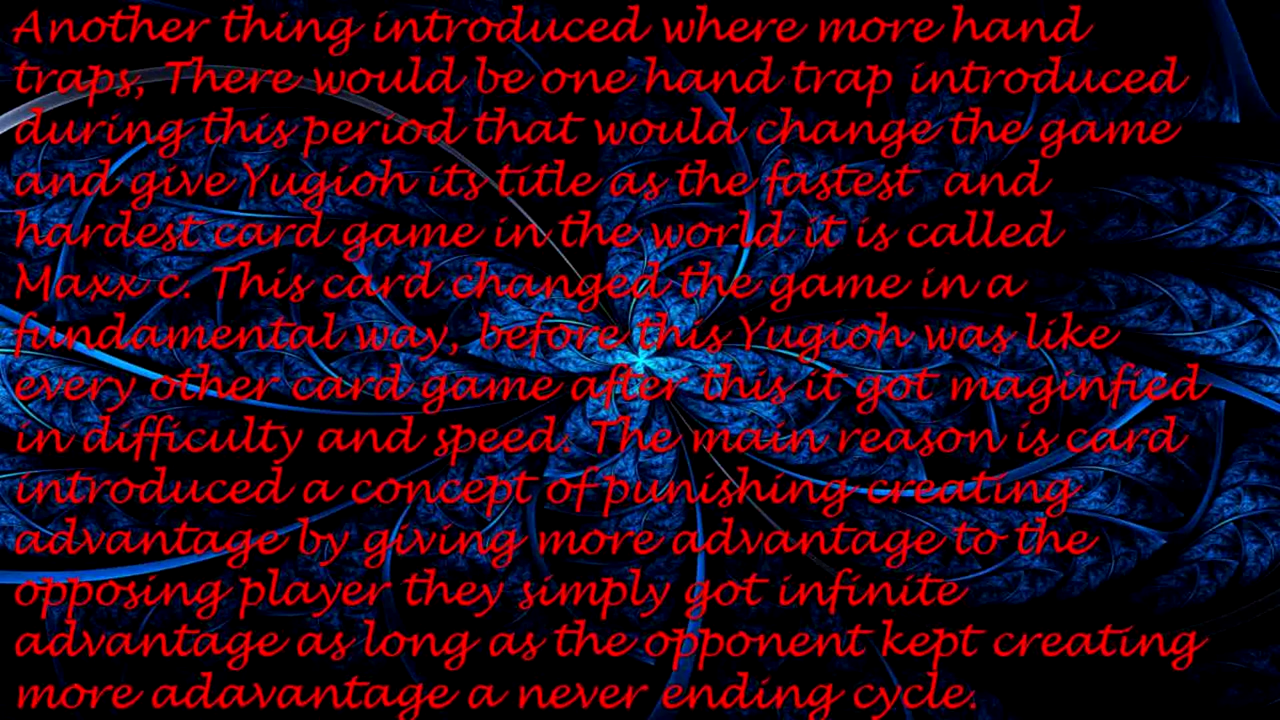 Another thing introduced where more hand
traps, There would be one hand trap introduced
during this period that would change the game
and give Yugioh its title as the fastest and
hardest card game in the world it is called
Maxx c. This card changed the game in a
fundamental way, before this Yugioh was like
every other card game after this it got maginfied
in difficulty and speed. The main reason is card
introduced a concept of punishing creating
advantage by giving more advantage to the
opposing player they simply got infinite
advantage as long as the opponent kept creating
more adavantage a never ending cycle.